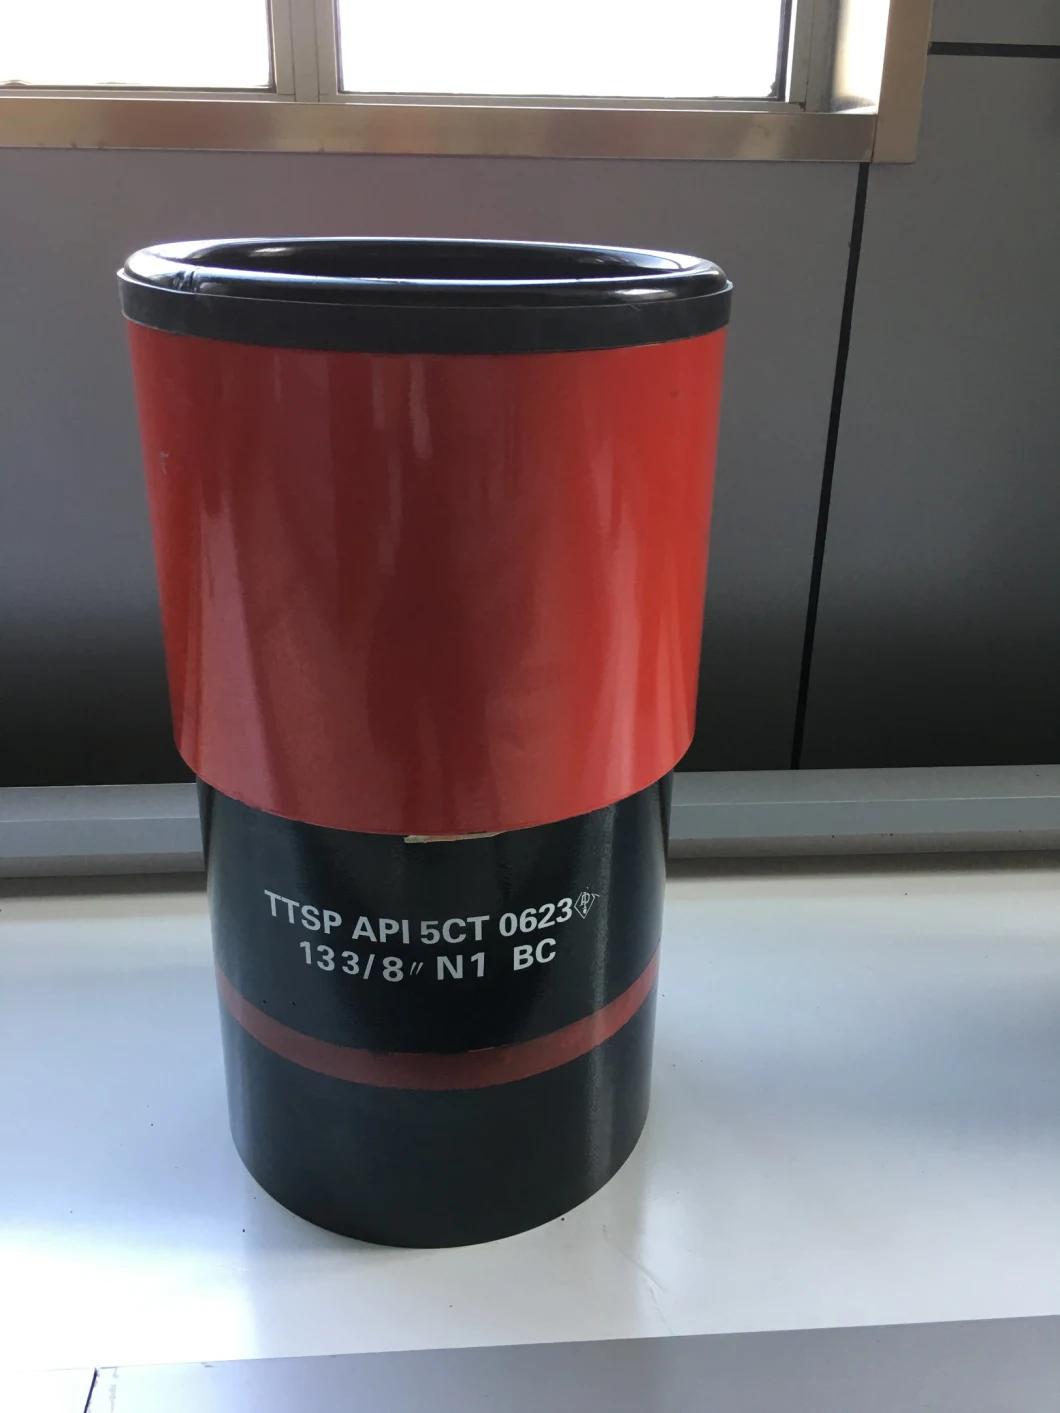 TTSP API 5CT 0623
13 3/8" N1 BC